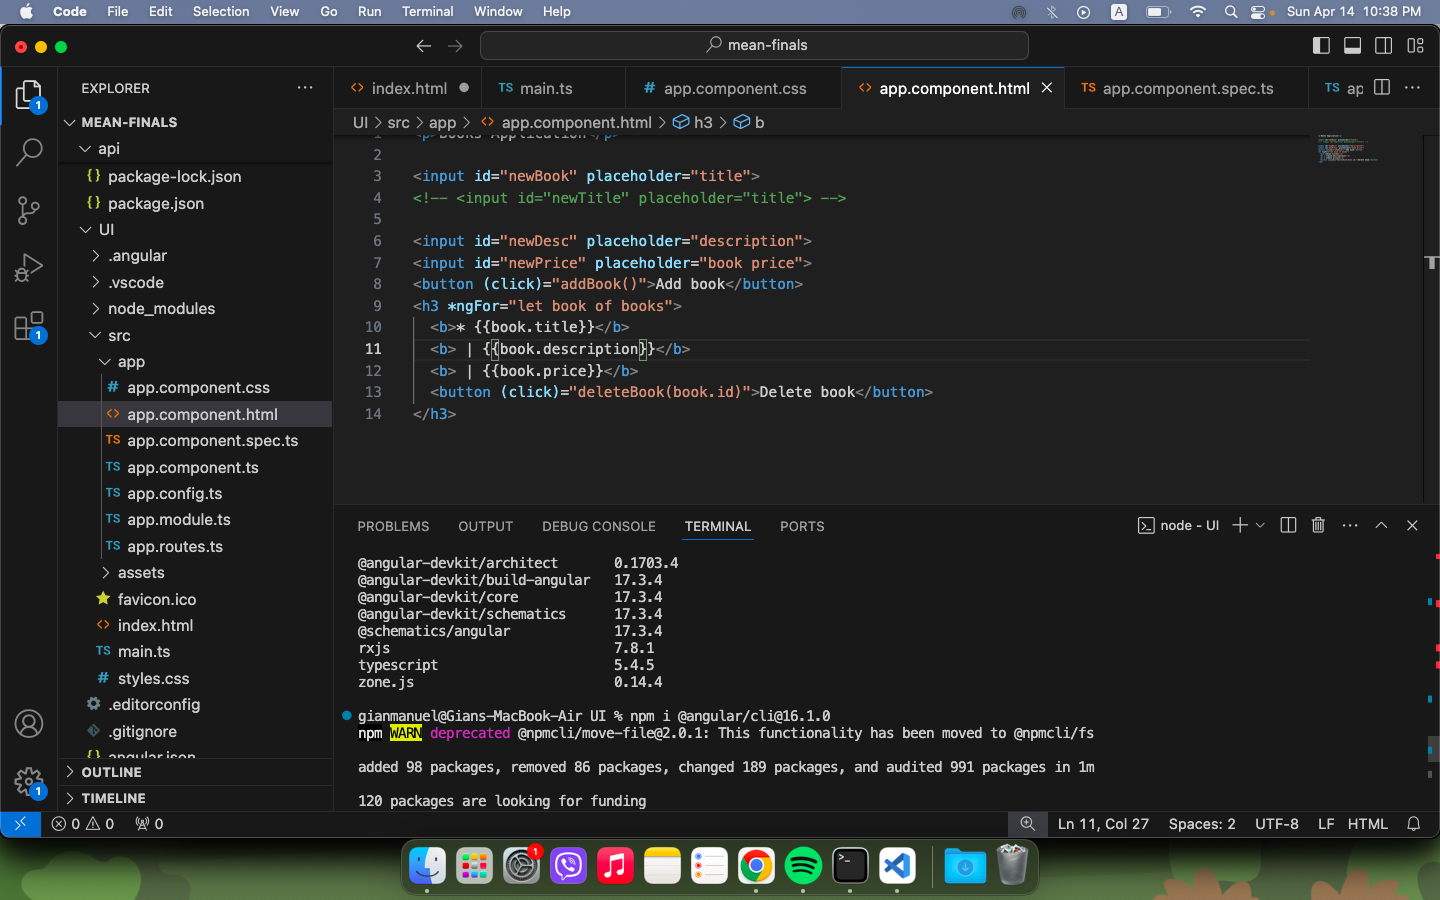 Code File Edit Selection View Go Run Terminal Window Help A Sun Apr 14 10:38 PM
mean-finals
1 EXPLORER
index.html TS main.ts # app.component.css app.component.html TS app.component.spec.ts TS ap
MEAN-FINALS
UI > src > app > app.component.html > h3 > b
api
{} package-lock.json
{} package.json
UI
.angular
.vscode
node_modules
1 src
app
# app.component.css
app.component.html
TS app.component.spec.ts
TS app.component.ts
TS app.config.ts
TS app.module.ts
TS app.routes.ts
assets
favicon.ico
index.html
TS main.ts
# styles.css
.editorconfig
.gitignore
{} angular.json
OUTLINE
1 TIMELINE
1 <p>Books Application</p>
2
3 <input id="newBook" placeholder="title">
4 <!-- <input id="newTitle" placeholder="title"> -->
5
6 <input id="newDesc" placeholder="description">
7 <input id="newPrice" placeholder="book price">
8 <button (click)="addBook()">Add book</button>
9 <h3 *ngFor="let book of books">
10 <b>* {{book.title}}</b>
11 <b> | {{book.description}}</b>
12 <b> | {{book.price}}</b>
13 <button (click)="deleteBook(book.id)">Delete book</button>
14 </h3>
PROBLEMS OUTPUT DEBUG CONSOLE TERMINAL PORTS node - UI
@angular-devkit/architect 0.1703.4
@angular-devkit/build-angular 17.3.4
@angular-devkit/core 17.3.4
@angular-devkit/schematics 17.3.4
@schematics/angular 17.3.4
rxjs 7.8.1
typescript 5.4.5
zone.js 0.14.4
gianmanuel@Gians-MacBook-Air UI % npm i @angular/cli@16.1.0
npm WARN deprecated @npmcli/move-file@2.0.1: This functionality has been moved to @npmcli/fs
added 98 packages, removed 86 packages, changed 189 packages, and audited 991 packages in 1m
120 packages are looking for funding
0 0 0 Ln 11, Col 27 Spaces: 2 UTF-8 LF HTML
1